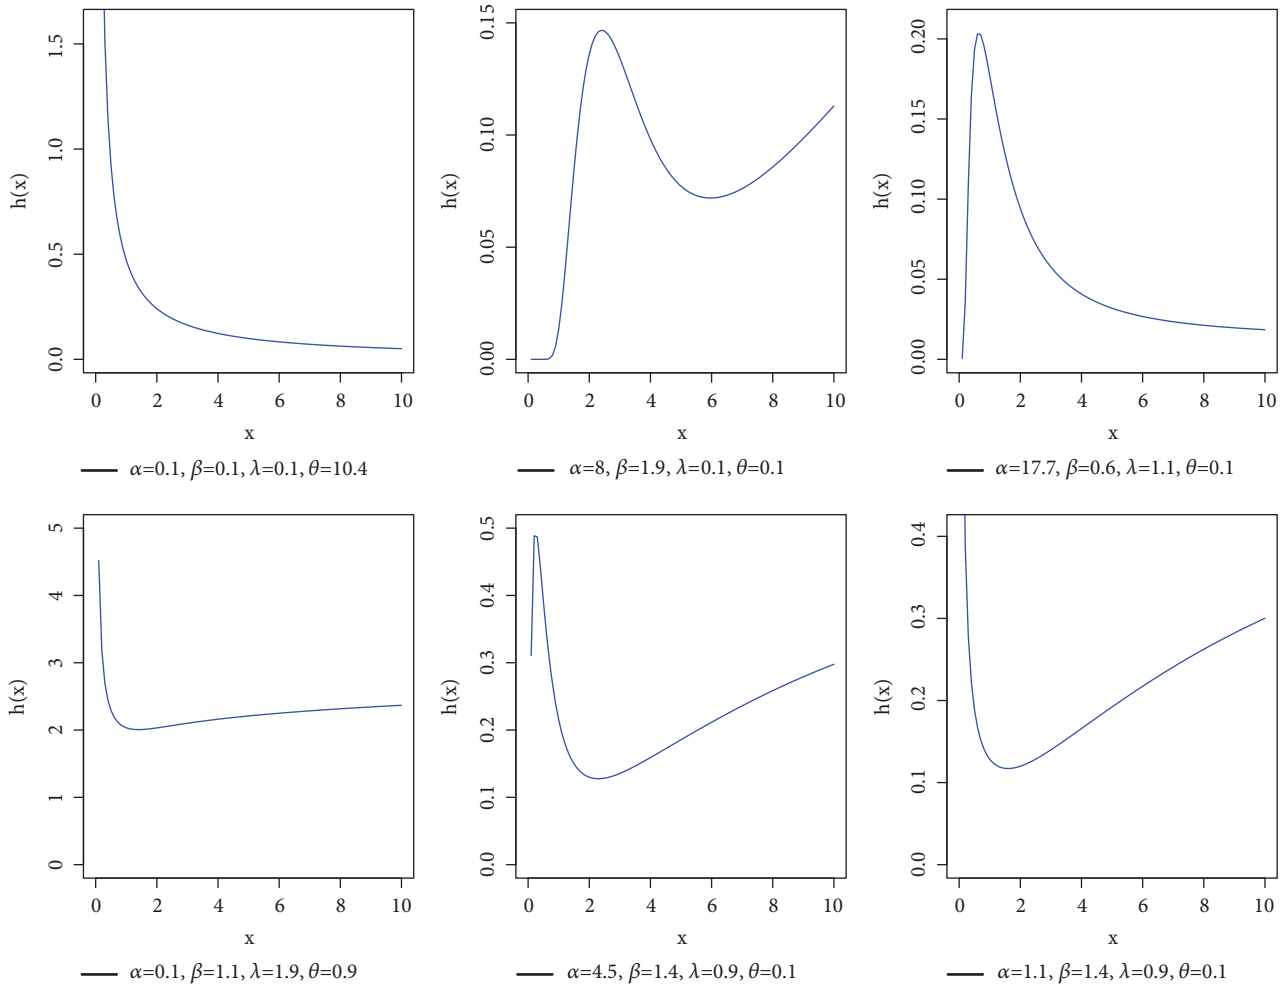 h(x)
1.5
1.0
0.5
0.0
0 2 4 6 8 10
x
α=0.1, β=0.1, λ=0.1, θ=10.4
h(x)
0.15
0.10
0.05
0.00
0 2 4 6 8 10
x
α=8, β=1.9, λ=0.1, θ=0.1
h(x)
0.20
0.15
0.10
0.05
0.00
0 2 4 6 8 10
x
α=17.7, β=0.6, λ=1.1, θ=0.1
h(x)
5
4
3
2
1
0
0 2 4 6 8 10
x
α=0.1, β=1.1, λ=1.9, θ=0.9
h(x)
0.5
0.4
0.3
0.2
0.1
0.0
0 2 4 6 8 10
x
α=4.5, β=1.4, λ=0.9, θ=0.1
h(x)
0.4
0.3
0.2
0.1
0.0
0 2 4 6 8 10
x
α=1.1, β=1.4, λ=0.9, θ=0.1